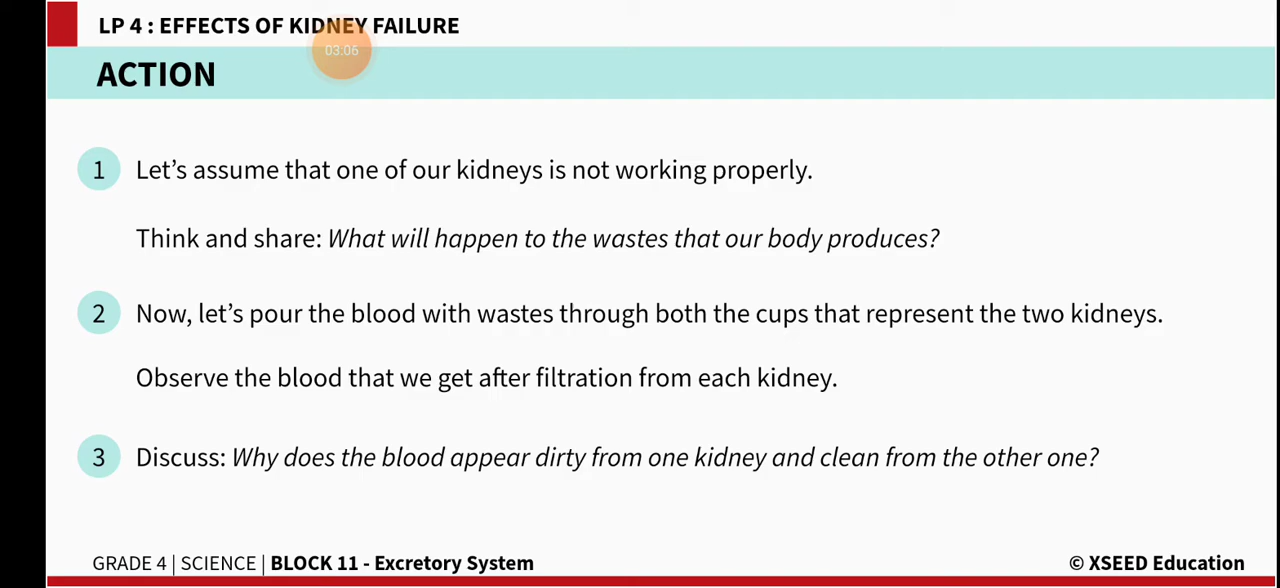 LP 4 : EFFECTS OF KIDNEY FAILURE
03:06
ACTION
1 Let's assume that one of our kidneys is not working properly.
Think and share: What will happen to the wastes that our body produces?
2 Now, let's pour the blood with wastes through both the cups that represent the two kidneys.
Observe the blood that we get after filtration from each kidney.
3 Discuss: Why does the blood appear dirty from one kidney and clean from the other one?
GRADE 4 | SCIENCE | BLOCK 11 - Excretory System
© XSEED Education